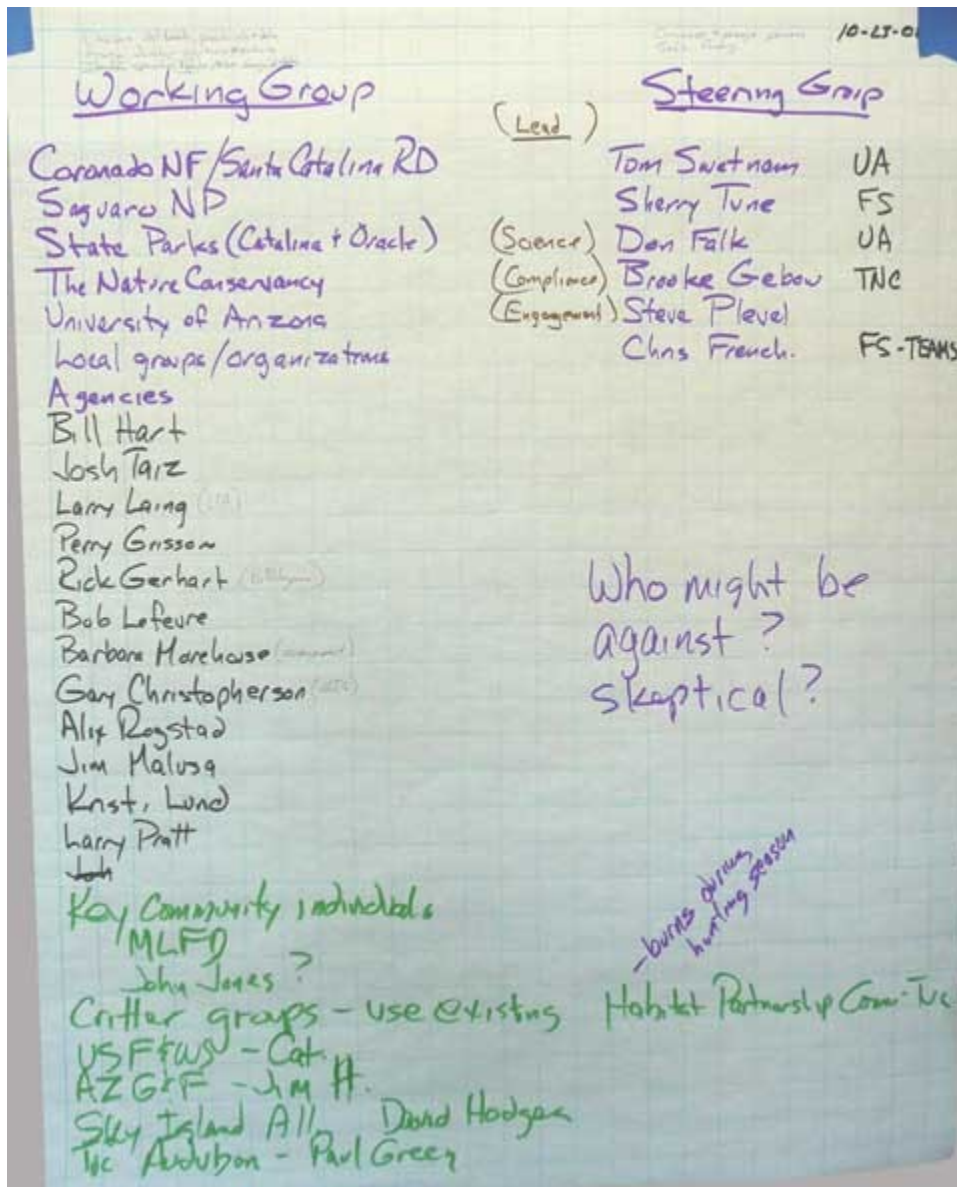 10-23-0
Working Group
Coronado NF/Santa Catalina RD
Saguaro NP
State Parks (Catalina + Oracle)
The Nature Conservancy
University of Arizona
Local groups/organizations
Agencies
Bill Hart
Josh Taiz
Larry Laing
Perry Grissom
Rick Gerhart
Bob Lefevre
Barbara Morehouse
Gary Christopherson
Alix Rogstad
Jim Malusa
Kristi Lund
Larry Pratt
Steering Group
(Lead) Tom Swetnam UA
Sherry Tune FS
(Science) Don Falk UA
(Compliance) Brooke Gebow TNC
(Engagement) Steve Plevel
Chris French. FS-TEAMS
Who might be
against?
skeptical?
- burns during
hunting season
Key Community individuals
MLFD
John Jones?
Critter groups - use existing Habitat Partnership Comm-Tuc
USF&WS - Cat.
AZG&F - Jim H.
Sky Island All. David Hodges
Tuc Audubon - Paul Green